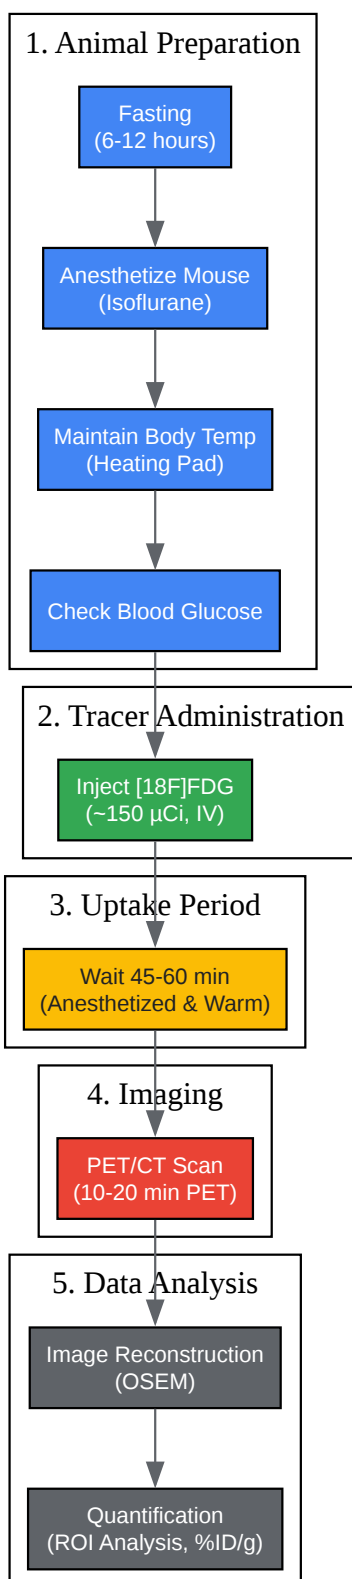 1. Animal Preparation
Fasting
(6-12 hours)
Anesthetize Mouse
(Isoflurane)
Maintain Body Temp
(Heating Pad)
Check Blood Glucose
2. Tracer Administration
Inject [18F]FDG
(~150 µCi, IV)
3. Uptake Period
Wait 45-60 min
(Anesthetized & Warm)
4. Imaging
PET/CT Scan
(10-20 min PET)
5. Data Analysis
Image Reconstruction
(OSEM)
Quantification
(ROI Analysis, %ID/g)